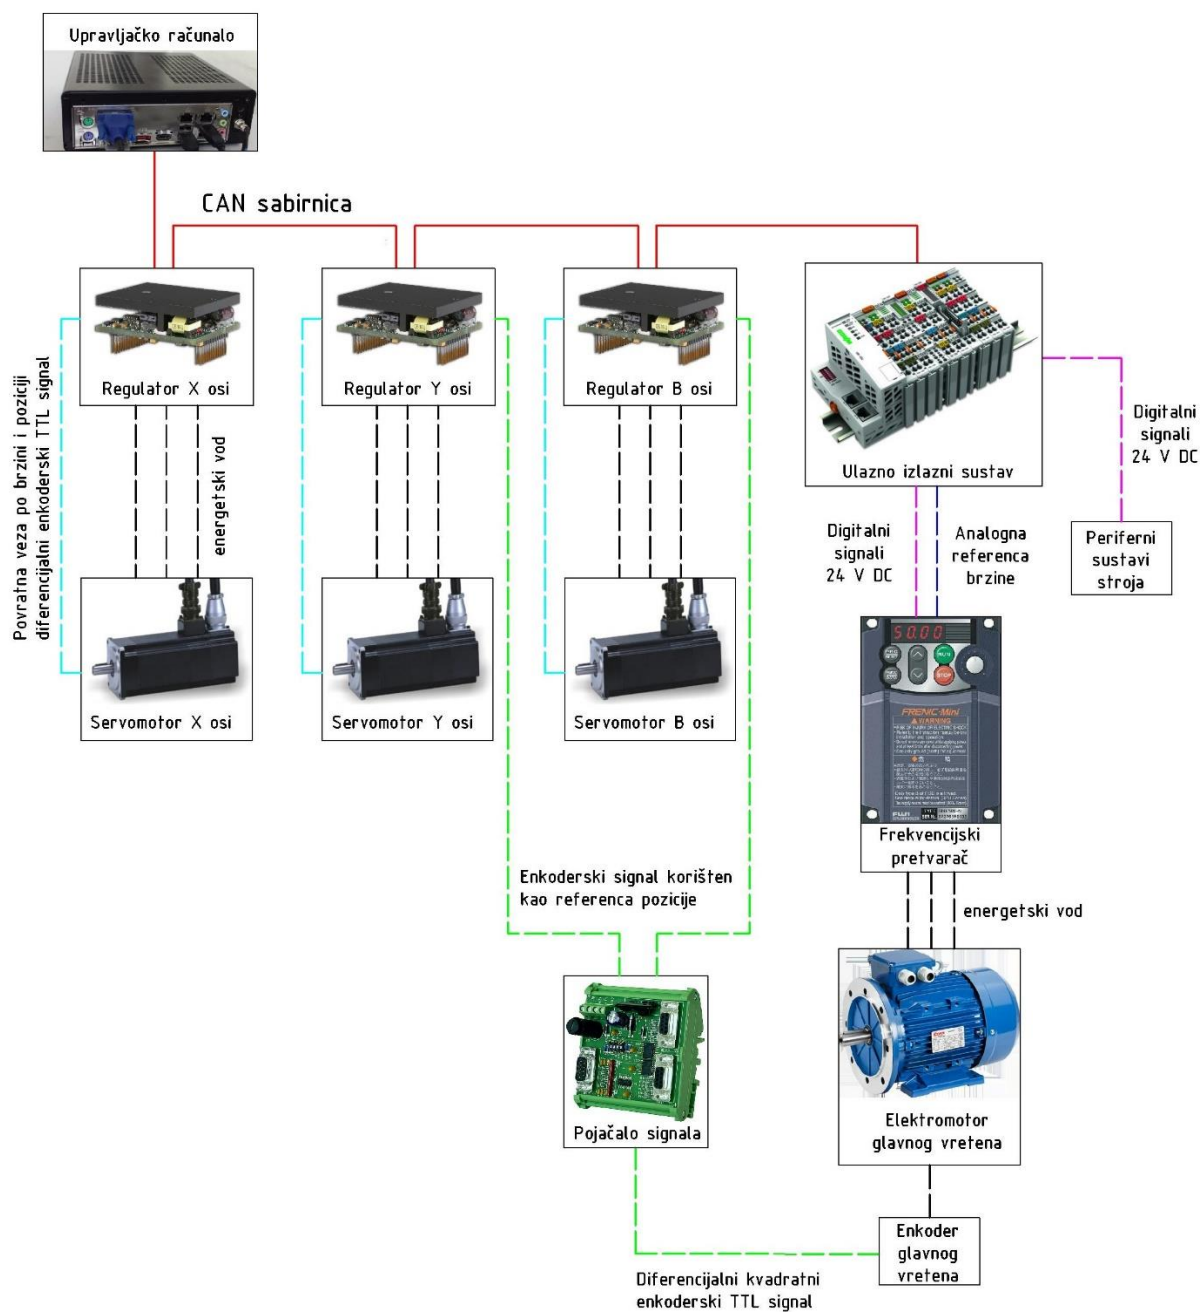 Upravljačko računalo
CAN sabirnica
Povratna veza po brzini i poziciji
diferencijalni enkoderski TTL signal
Regulator X osi
Regulator Y osi
Regulator B osi
Ulazno izlazni sustav
energetski vod
Digitalni
signali
24 V DC
Digitalni
signali
24 V DC
Analogna
referenca
brzine
Periferni
sustavi
stroja
Servomotor X osi
Servomotor Y osi
Servomotor B osi
50.00
RUN
STOP
FRENIC-Mini
WARNING
Frekvencijski
pretvarač
Enkoderski signal korišten
kao referenca pozicije
energetski vod
Pojačalo signala
Elektromotor
glavnog vretena
Enkoder
glavnog
vretena
Diferencijalni kvadratni
enkoderski TTL signal